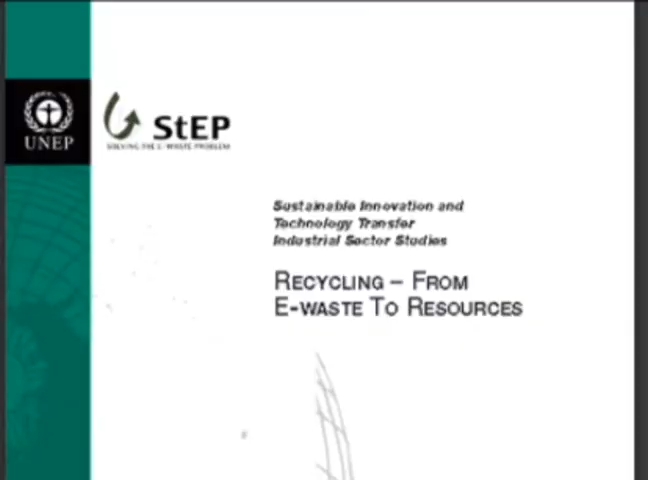 UNEP
StEP
SOLVING THE E-WASTE PROBLEM
Sustainable Innovation and
Technology Transfer
Industrial Sector Studies
RECYCLING – FROM
E-WASTE TO RESOURCES